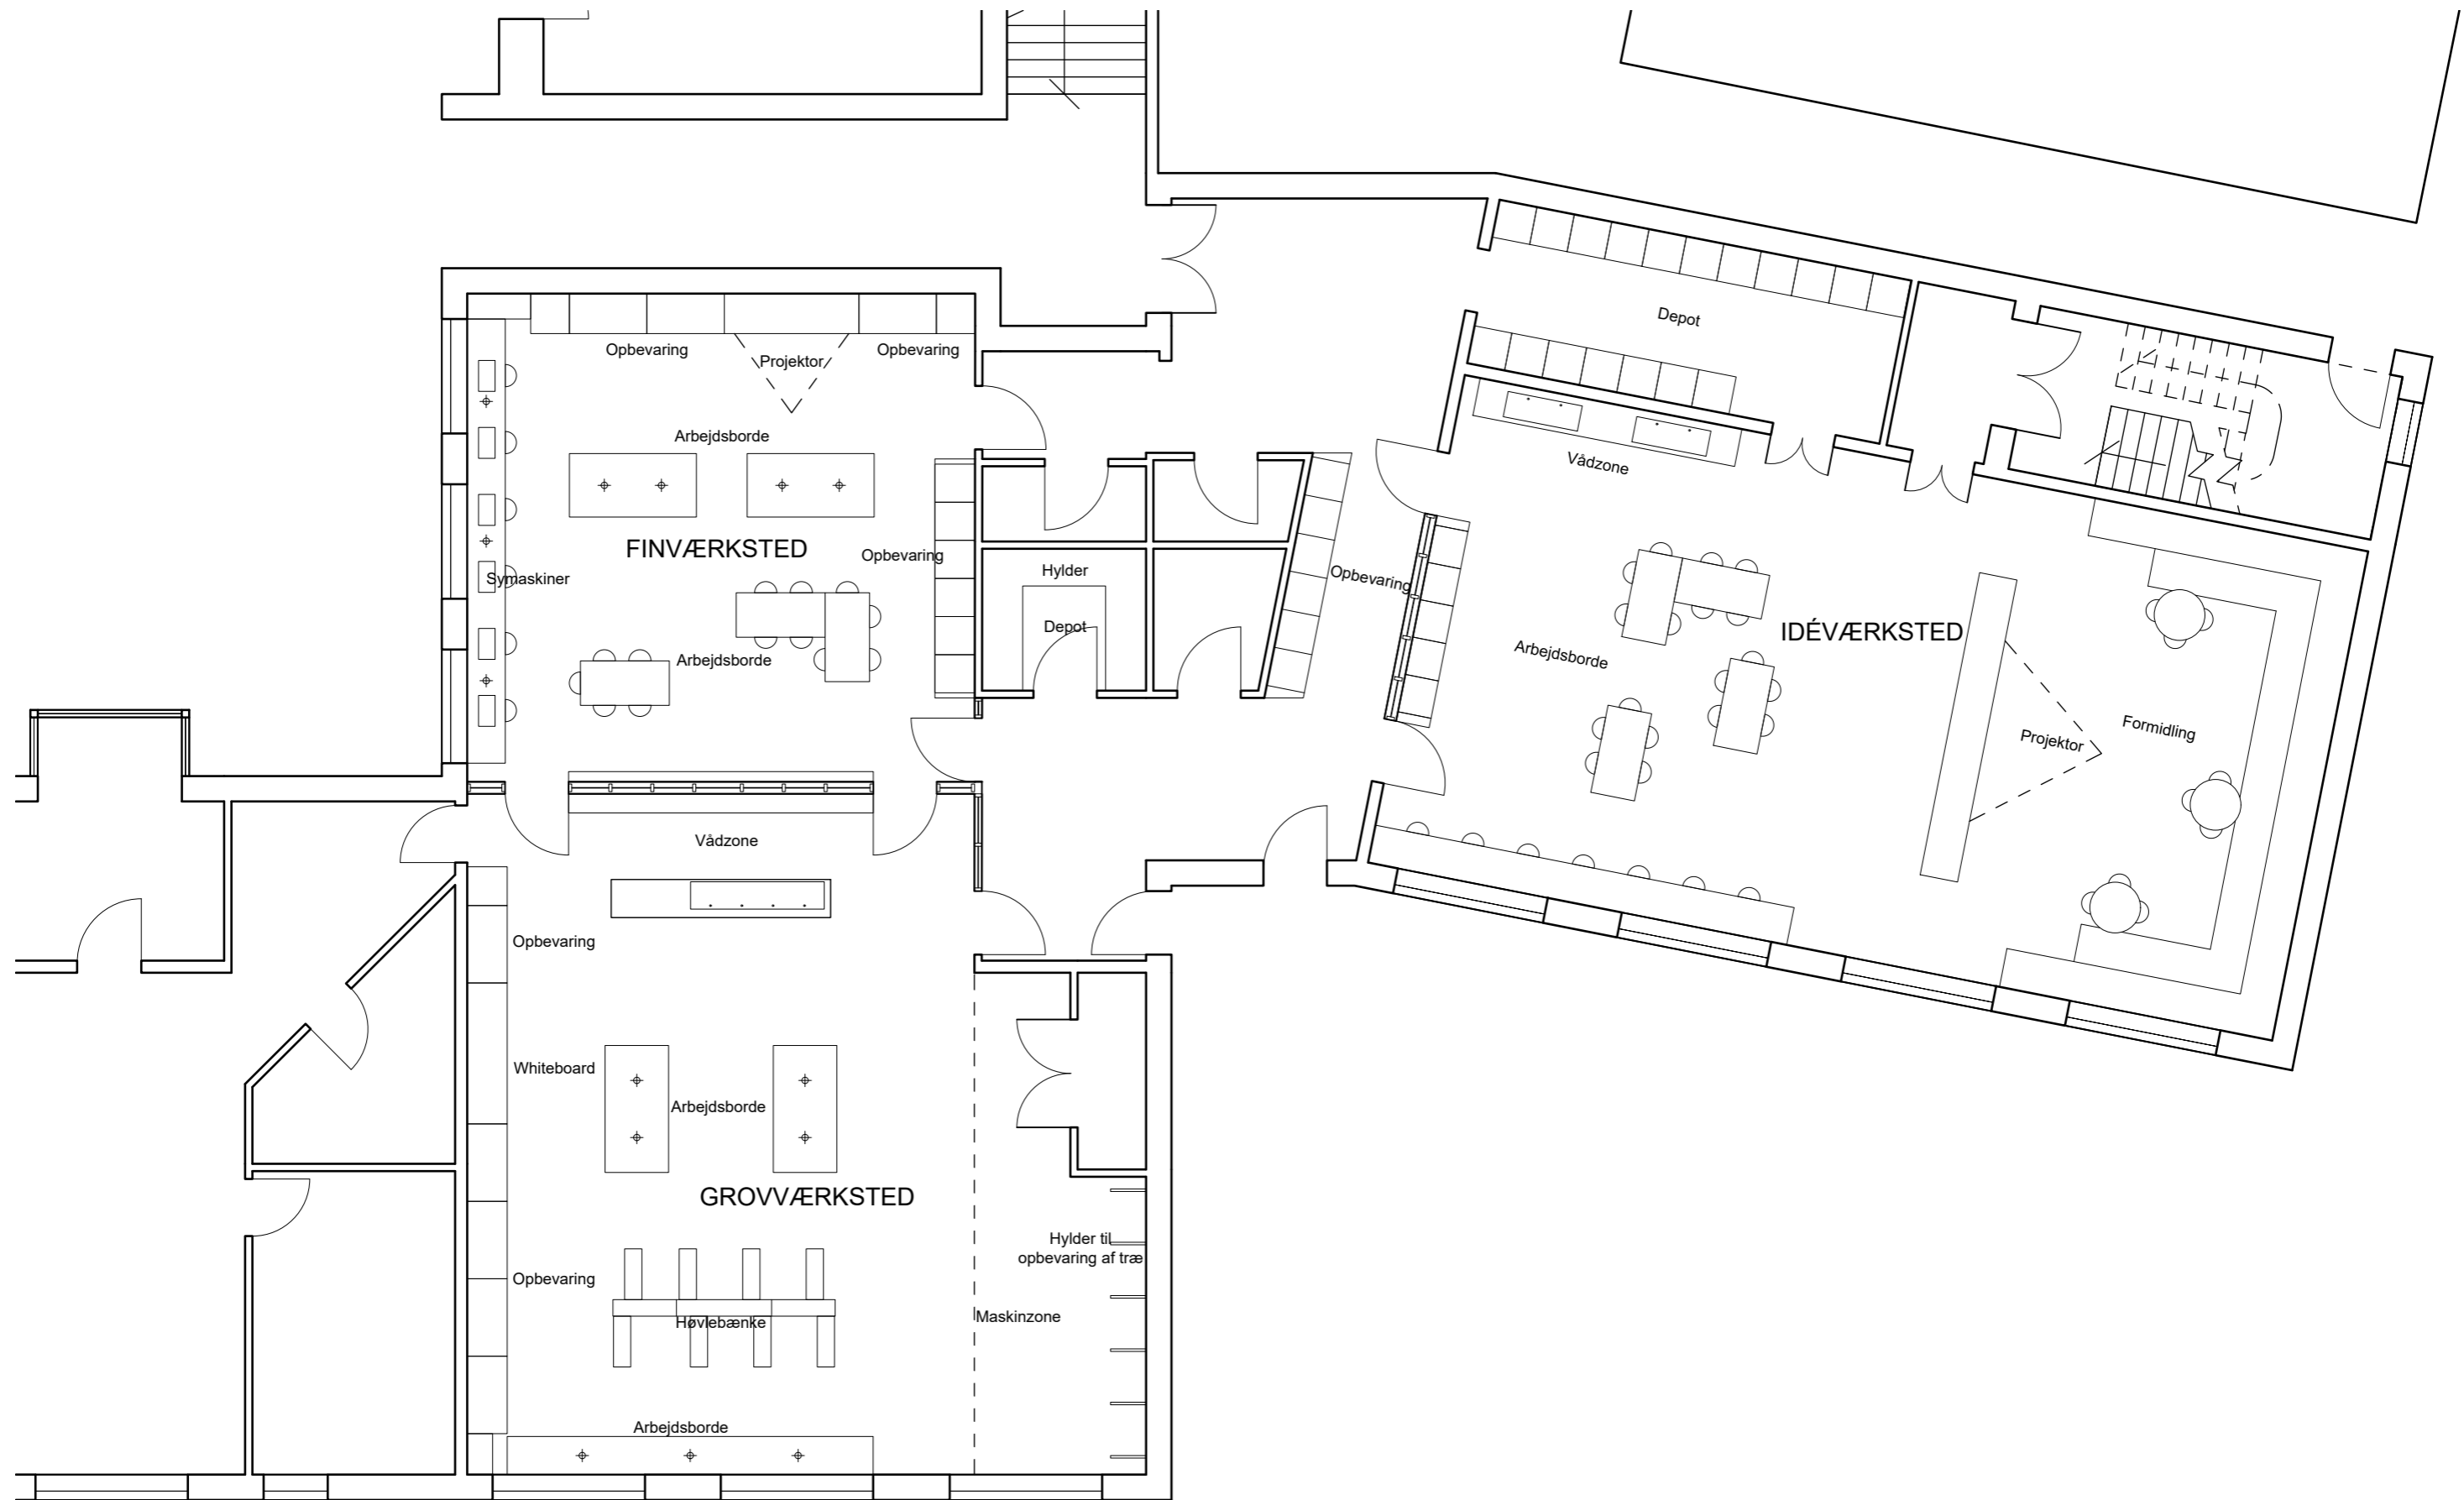 Opbevaring
Projektor
Opbevaring
Arbejdsborde
FINVÆRKSTED
Opbevaring
Symaskiner
Arbejdsborde
Hylder
Depot
Depot
Vådzone
Opbevaring
IDÉVÆRKSTED
Arbejdsborde
Formidling
Projektor
Vådzone
Opbevaring
Whiteboard
Arbejdsborde
GROVVÆRKSTED
Hylder til
opbevaring af træ
Opbevaring
Høvlebænke
Maskinzone
Arbejdsborde